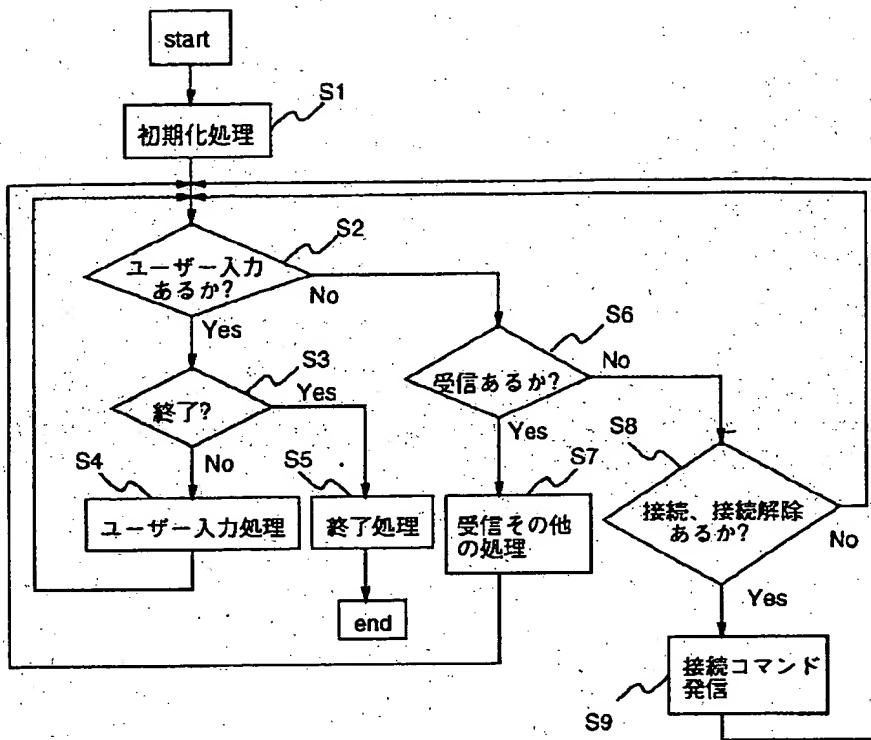 start
S1
初期化処理
S2
ユーザー入力
あるか?
No
Yes
S6
受信あるか?
No
Yes
S3
終了?
Yes
No
S4
ユーザー入力処理
S5
終了処理
end
S7
受信その他
の処理
S8
接続、接続解除
あるか?
No
Yes
接続コマンド
発信
S9